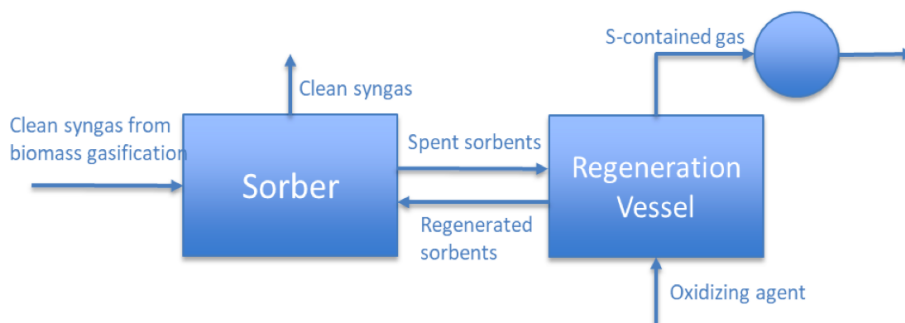 S-contained gas
Clean syngas
Clean syngas from
biomass gasification
Sorber
Spent sorbents
Regenerated
sorbents
Regeneration
Vessel
Oxidizing agent